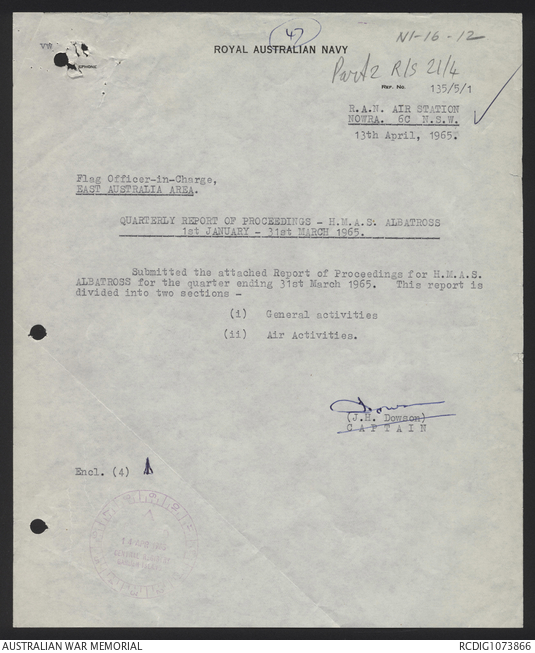 4
N1-16-12
ROYAL AUSTRALIAN NAVY
Part 2 R/S 21/4
REF. NO. 135/5/1
R.A.N. AIR STATION
NOWRA. 6C N.S.W.
13th April, 1965.
Flag Officer-in-Charge,
EAST AUSTRALIA AREA.
QUARTERLY REPORT OF PROCEEDINGS - H.M.A.S. ALBATROSS
1st JANUARY - 31st MARCH 1965.
Submitted the attached Report of Proceedings for H.M.A.S.
ALBATROSS for the quarter ending 31st March 1965. This report is
divided into two sections -
(i) General activities
(ii) Air Activities.
(J.H. Dowson)
CAPTAIN
Encl. (4)
AUSTRALIAN WAR MEMORIAL
RCDIG1073866